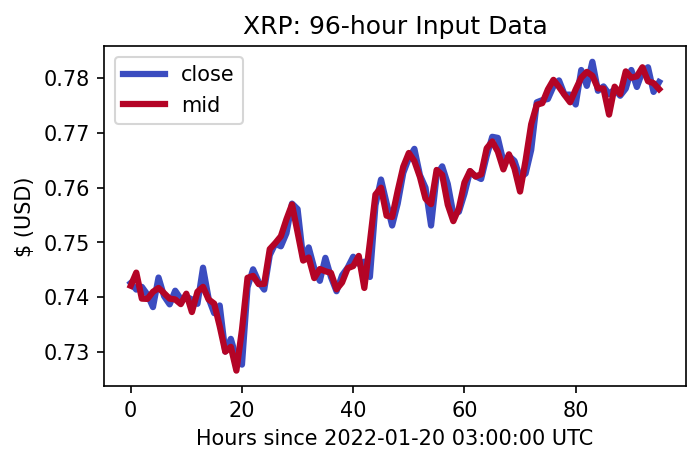 XRP: 96-hour Input Data
close
mid
$ (USD)
0.78
0.77
0.76
0.75
0.74
0.73
0 20 40 60 80
Hours since 2022-01-20 03:00:00 UTC